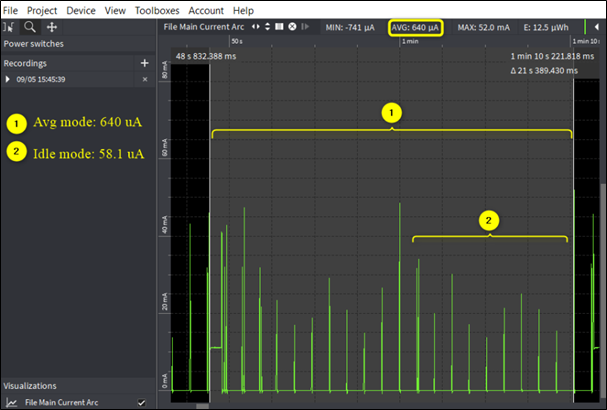 File Project Device View Toolboxes Account Help
File Main Current Arc MIN: -741 µA AVG: 640 µA MAX: 52.0 mA E: 12.5 µWh
Power switches
Recordings +
09/05 15:45:39 ×
1 Avg mode: 640 uA
2 Idle mode: 58.1 uA
50 s 1 min 1 min 10 s
48 s 832.388 ms 1 min 10 s 221.818 ms
Δ 21 s 389.430 ms
80 mA
60 mA
40 mA
20 mA
0 mA
1
2
Visualizations
File Main Current Arc